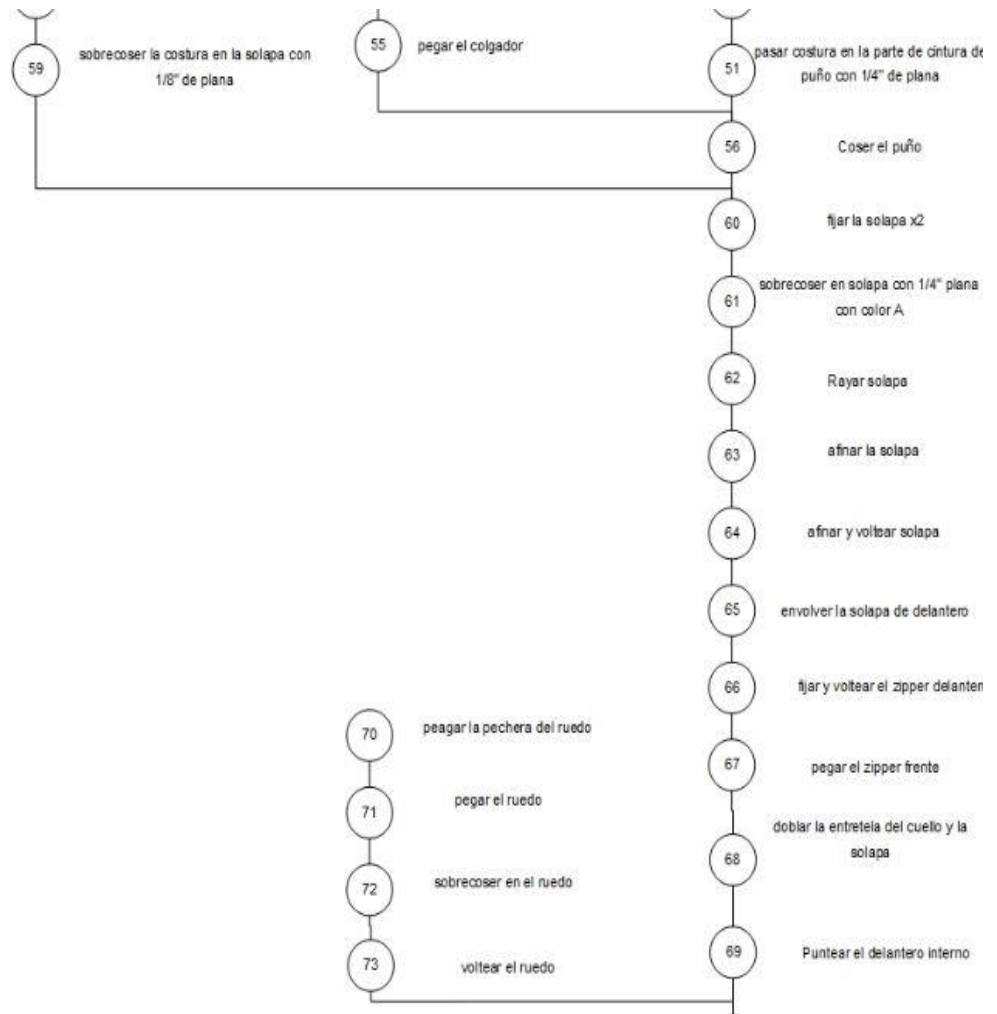 59
sobrecoser la costura en la solapa con
1/8" de plana
55
pegar el colgador
51
pasar costura en la parte de cintura de
puño con 1/4" de plana
56
Coser el puño
60
fijar la solapa x2
61
sobrecoser en solapa con 1/4" plana
con color A
62
Rayar solapa
63
afinar la solapa
64
afinar y voltear solapa
65
envolver la solapa de delantero
66
fijar y voltear el zipper delanter
67
pegar el zipper frente
68
doblar la entretela del cuello y la
solapa
69
Puntear el delantero interno
70
peagar la pechera del ruedo
71
pegar el ruedo
72
sobrecoser en el ruedo
73
voltear el ruedo